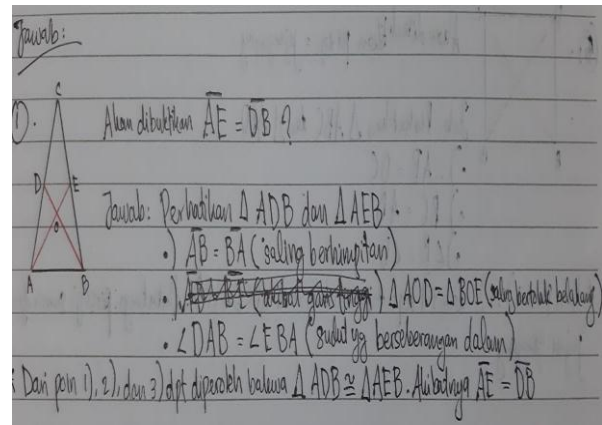 Jawab:
C
①. Akan dibuktikan AE = DB ?
D E
Jawab: Perhatikan Δ ADB dan Δ AEB.
O
•) AB = BA (saling berhimpitan)
A B
•) Δ AOD = Δ BOE (saling bertolak belakang)
• ∠DAB = ∠EBA (sudut yg berseberangan dalam)
Dari poin 1), 2), dan 3) dpt diperoleh bahwa Δ ADB ≅ Δ AEB. Akibatnya AE = DB